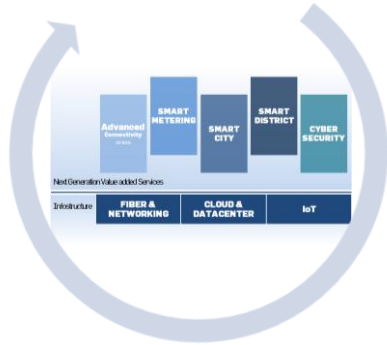 Advanced
Connectivity
SMART
METERING
SMART
CITY
SMART
DISTRICT
CYBER
SECURITY
Next Generation Value added Services
Infostructure
FIBER &
NETWORKING
CLOUD &
DATACENTER
IoT